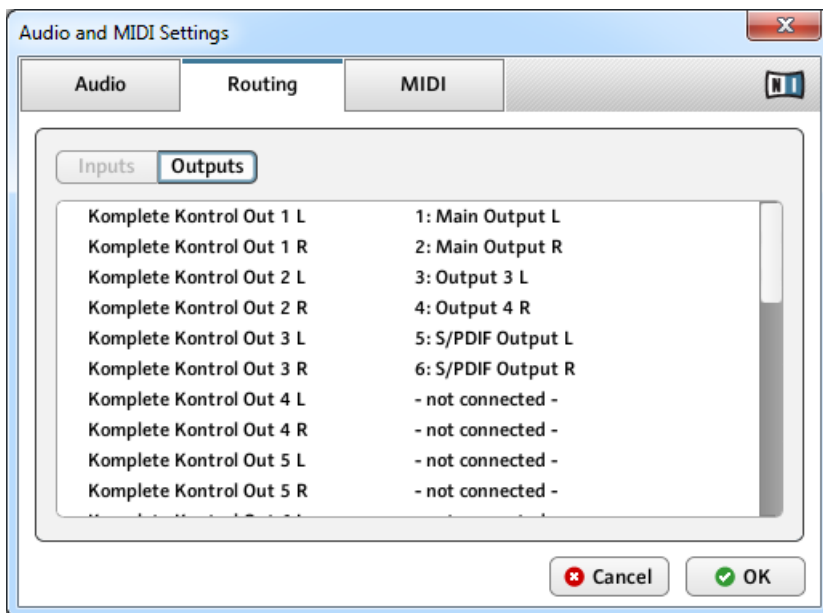 Audio and MIDI Settings
Audio Routing MIDI
NI
Inputs Outputs
Komplete Kontrol Out 1 L 1: Main Output L
Komplete Kontrol Out 1 R 2: Main Output R
Komplete Kontrol Out 2 L 3: Output 3 L
Komplete Kontrol Out 2 R 4: Output 4 R
Komplete Kontrol Out 3 L 5: S/PDIF Output L
Komplete Kontrol Out 3 R 6: S/PDIF Output R
Komplete Kontrol Out 4 L - not connected -
Komplete Kontrol Out 4 R - not connected -
Komplete Kontrol Out 5 L - not connected -
Komplete Kontrol Out 5 R - not connected -
Cancel OK